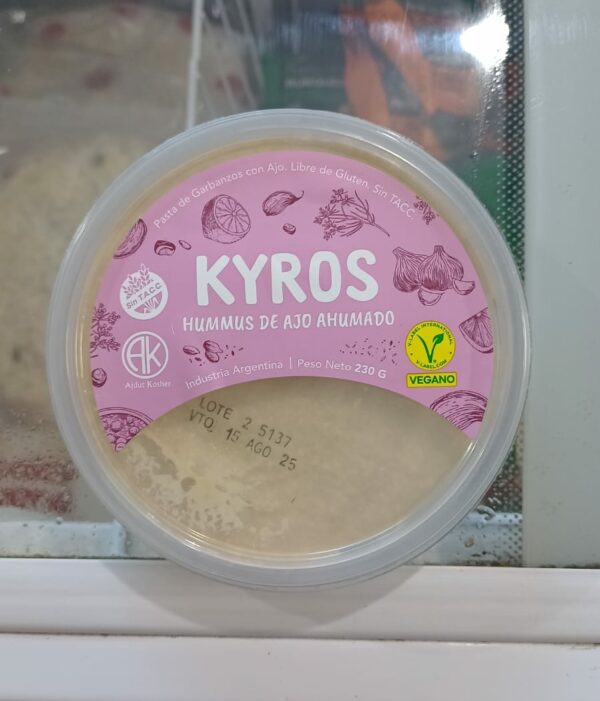 Pasta de Garbanzos con Ajo. Libre de Gluten, Sin TACC.
KYROS
HUMMUS DE AJO AHUMADO
Sin T.A.C.C.
AK
Ajdut Kosher
Industria Argentina | Peso Neto 230 G
V-LABEL INTERNATIONAL
V-LABEL.COM
VEGANO
LOTE 2 5137
VTO. 15 AGO 25